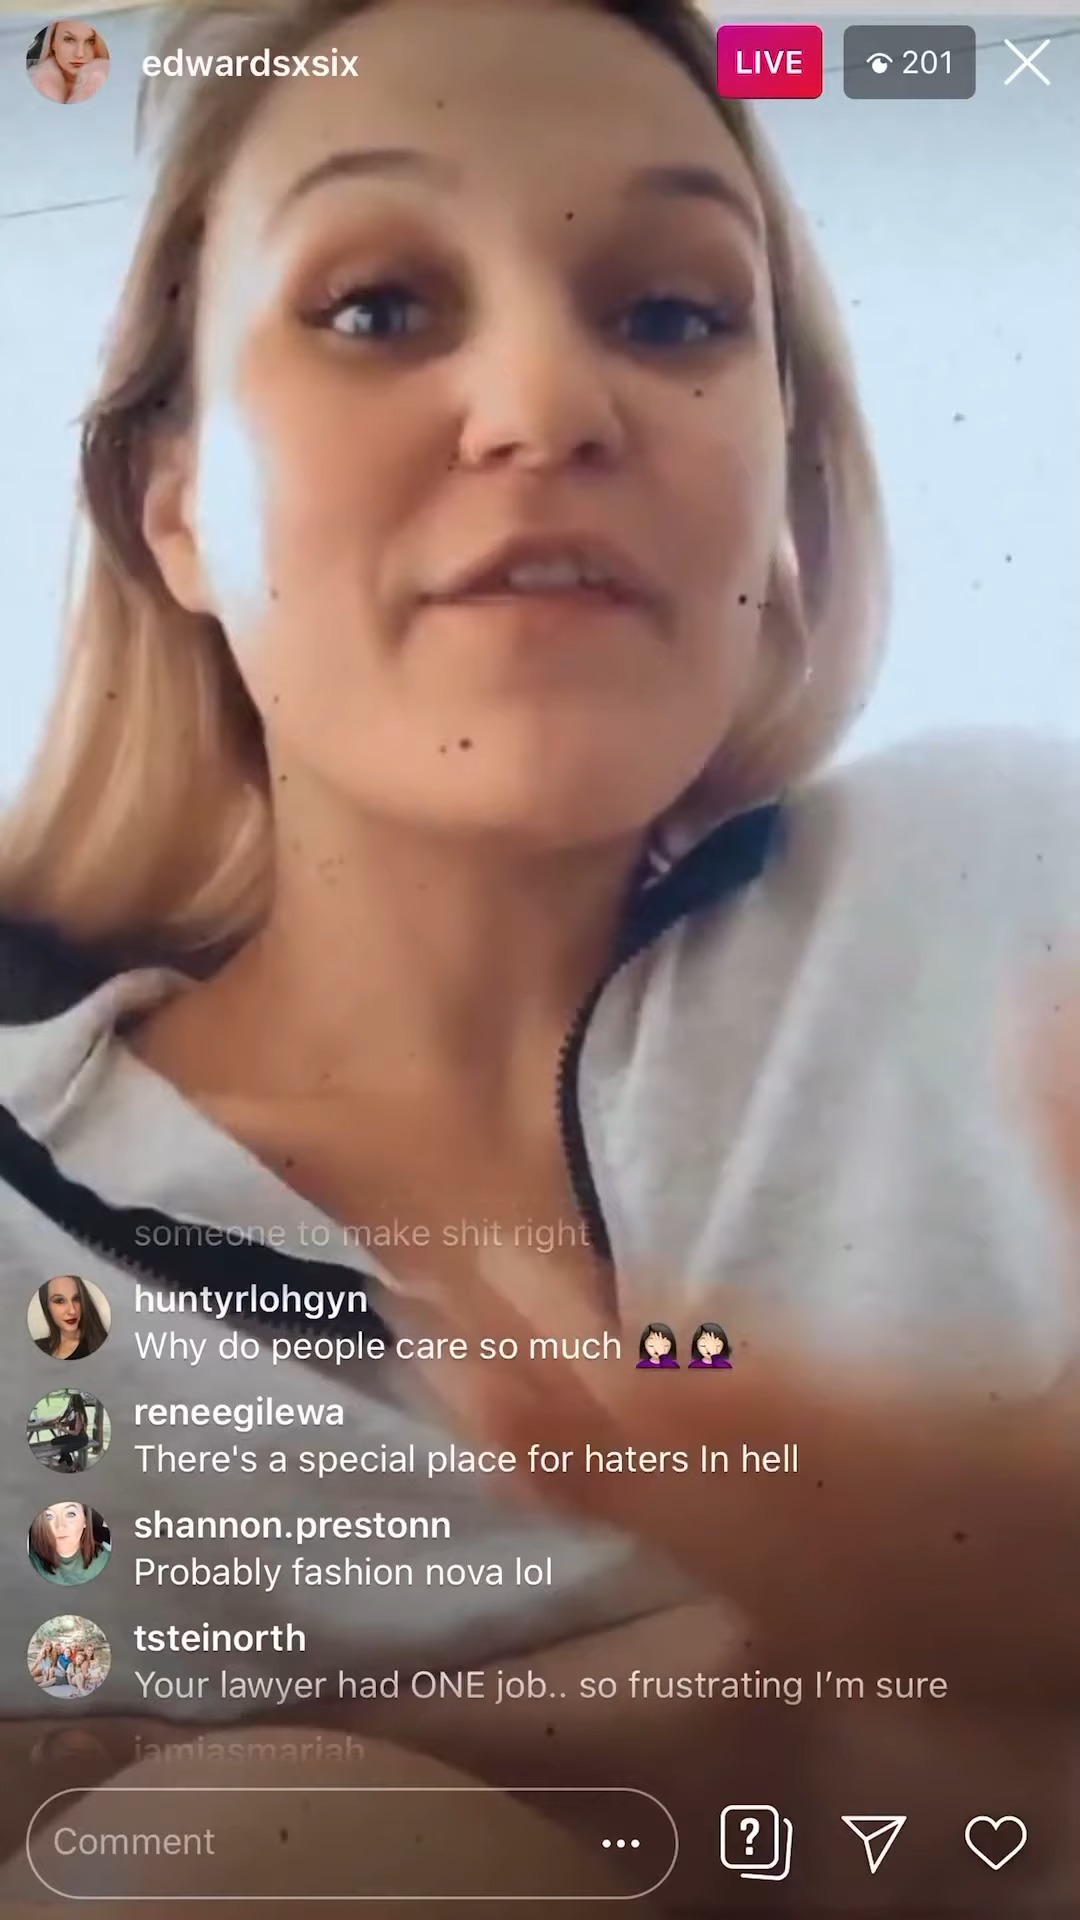 edwardsxsix
LIVE
201
someone to make shit right
huntyrlohgyn
Why do people care so much 🤦🏻‍♀️ 🤦🏻‍♀️
reneegilewa
There's a special place for haters In hell
shannon.prestonn
Probably fashion nova lol
tsteinorth
Your lawyer had ONE job.. so frustrating I’m sure
jamiasmariah
Comment